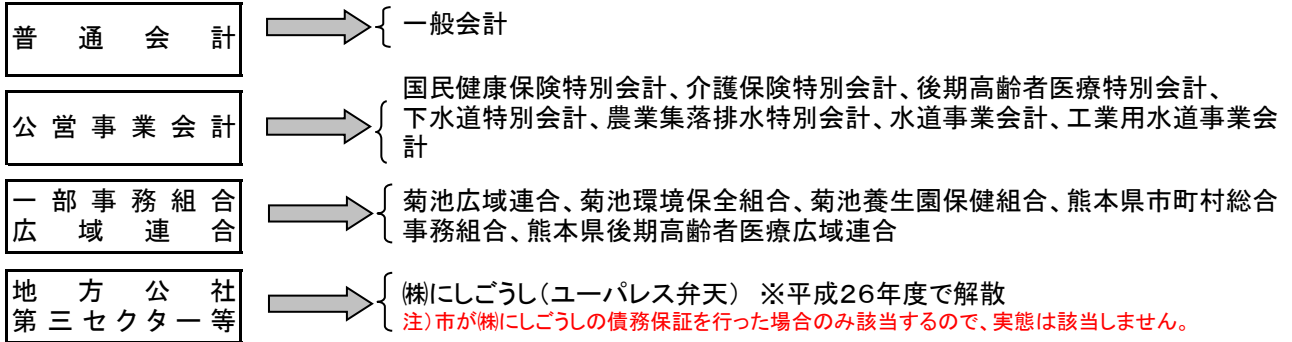 普通会計
一般会計
公営事業会計
国民健康保険特別会計、介護保険特別会計、後期高齢者医療特別会計、
下水道特別会計、農業集落排水特別会計、水道事業会計、工業用水道事業会
計
一部事務組合
広域連合
菊池広域連合、菊池環境保全組合、菊池養生園保健組合、熊本県市町村総合
事務組合、熊本県後期高齢者医療広域連合
地方公社
第三セクター等
㈱にしごうし（ユーパレス弁天） ※平成２６年度で解散
注）市が㈱にしごうしの債務保証を行った場合のみ該当するので、実態は該当しません。